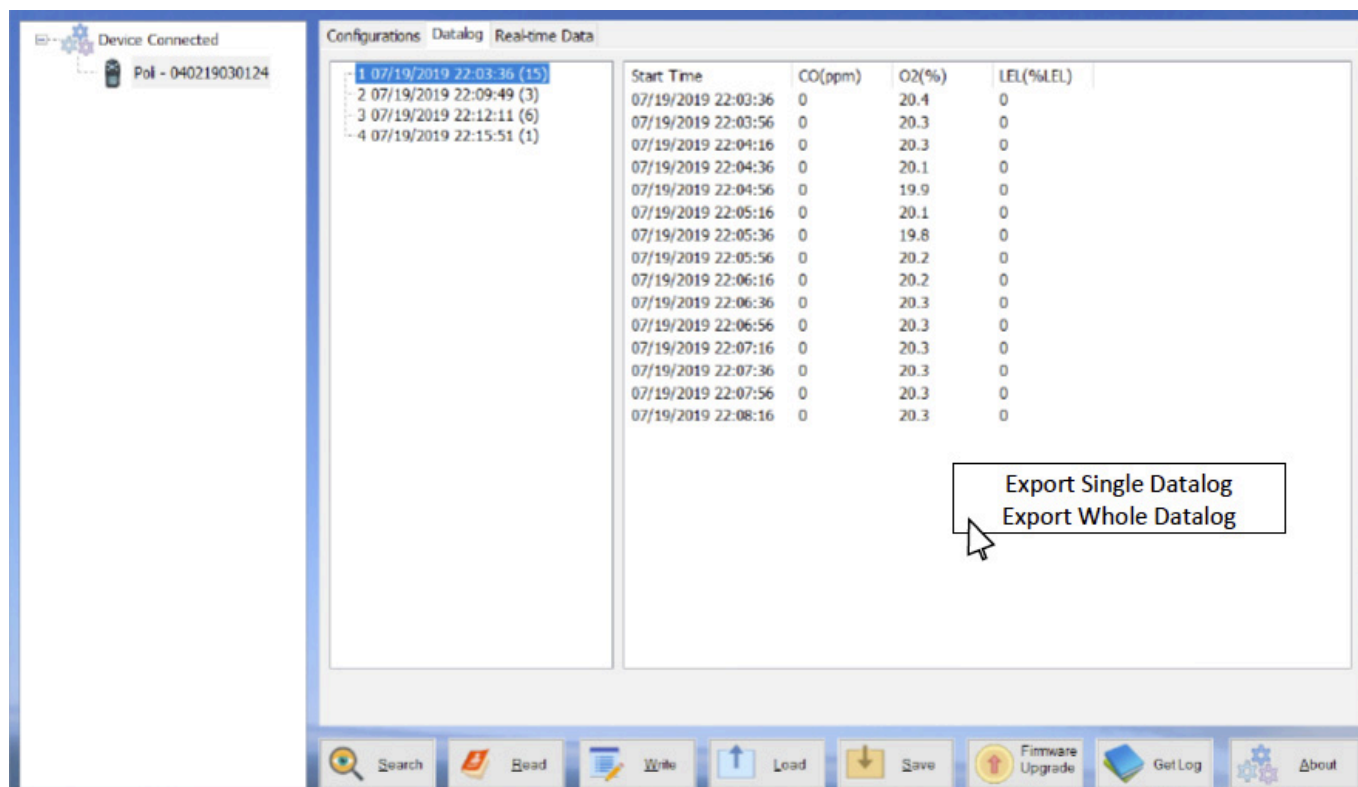 Device Connected
Poli - 040219030124
Configurations Datalog Real-time Data
1 07/19/2019 22:03:36 (15)
2 07/19/2019 22:09:49 (3)
3 07/19/2019 22:12:11 (6)
4 07/19/2019 22:15:51 (1)
Start Time CO(ppm) O2(%) LEL(%LEL)
07/19/2019 22:03:36 0 20.4 0
07/19/2019 22:03:56 0 20.3 0
07/19/2019 22:04:16 0 20.3 0
07/19/2019 22:04:36 0 20.1 0
07/19/2019 22:04:56 0 19.9 0
07/19/2019 22:05:16 0 20.1 0
07/19/2019 22:05:36 0 19.8 0
07/19/2019 22:05:56 0 20.2 0
07/19/2019 22:06:16 0 20.2 0
07/19/2019 22:06:36 0 20.3 0
07/19/2019 22:06:56 0 20.3 0
07/19/2019 22:07:16 0 20.3 0
07/19/2019 22:07:36 0 20.3 0
07/19/2019 22:07:56 0 20.3 0
07/19/2019 22:08:16 0 20.3 0
Export Single Datalog
Export Whole Datalog
Search Read Write Load Save Firmware Upgrade Get Log About